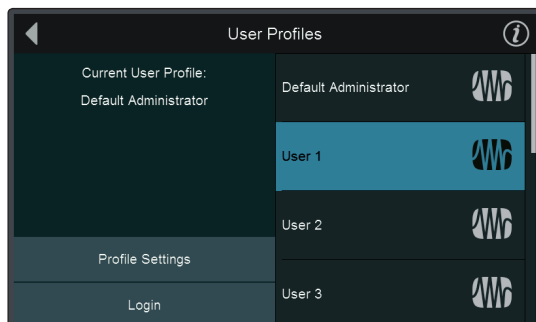 User Profiles
Current User Profile:
Default Administrator
Profile Settings
Login
Default Administrator
User 1
User 2
User 3